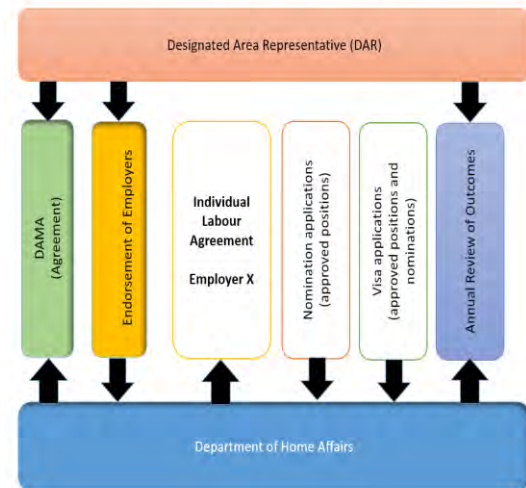 Designated Area Representative (DAR)
DAMA
(Agreement)
Endorsement of Employers
Individual
Labour
Agreement
Employer X
Nomination applications
(approved positions)
Visa applications
(approved positions and
nominations)
Annual Review of Outcomes
Department of Home Affairs